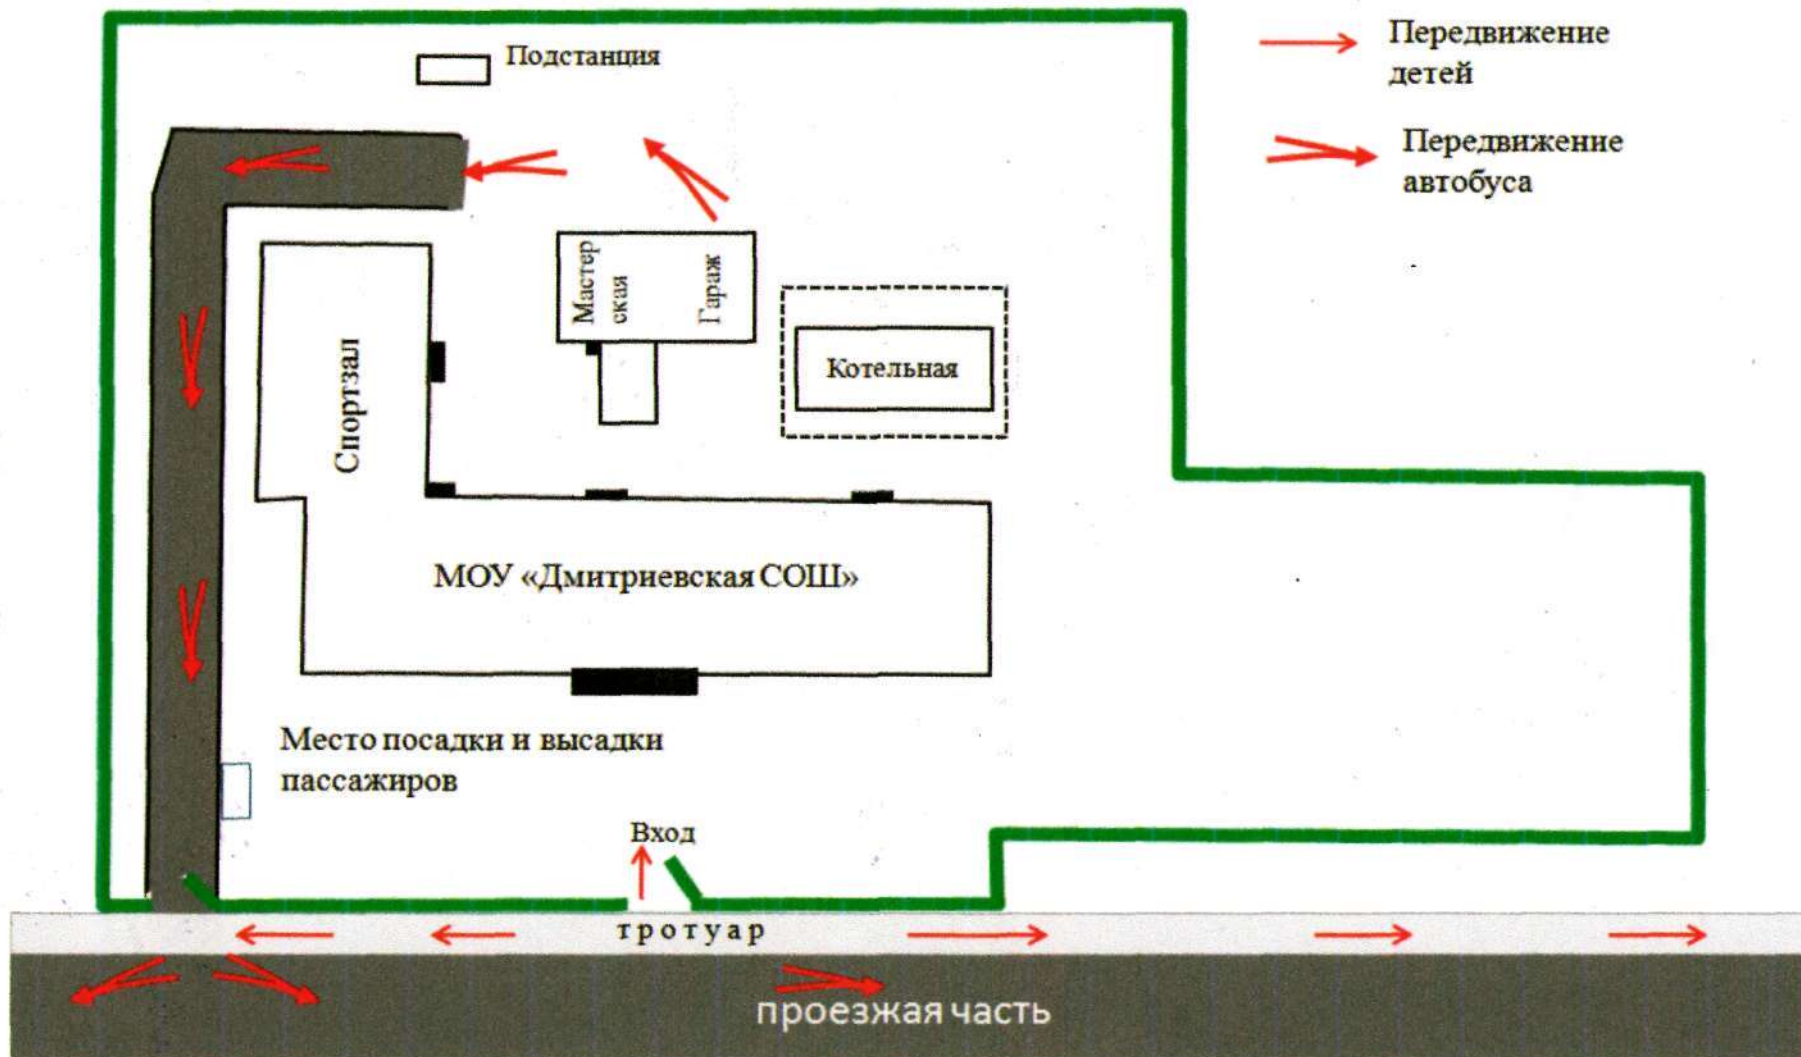 Подстанция
Передвижение
детей
Передвижение
автобуса
Мастер
ская
Гараж
Котельная
Спортзал
МОУ «Дмитриевская СОШ»
Место посадки и высадки
пассажиров
Вход
тротуар
проезжая часть